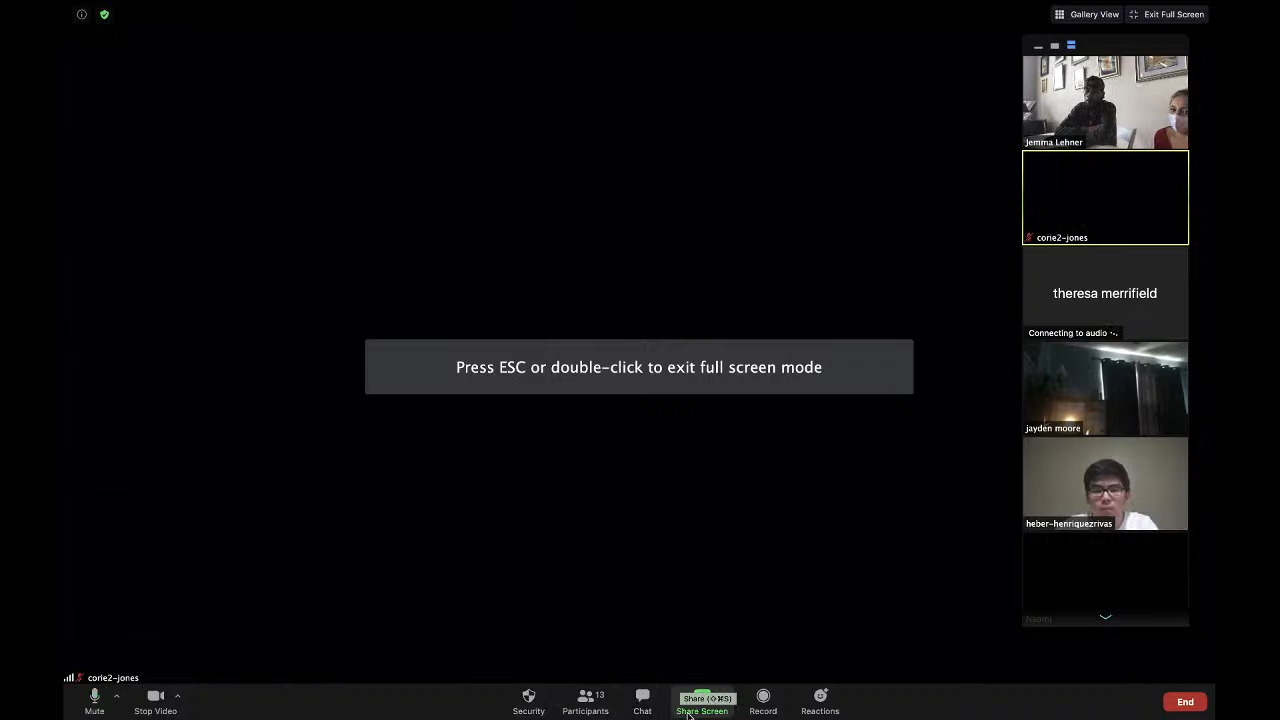 Gallery View
Exit Full Screen
Jemma Lehner
corie2-jones
theresa merrifield
Connecting to audio
Press ESC or double-click to exit full screen mode
jayden moore
heber-henriquezrivas
Naomi
corie2-jones
Mute
Stop Video
Security
Participants
13
Chat
Share (⇧⌘S)
Share Screen
Record
Reactions
End